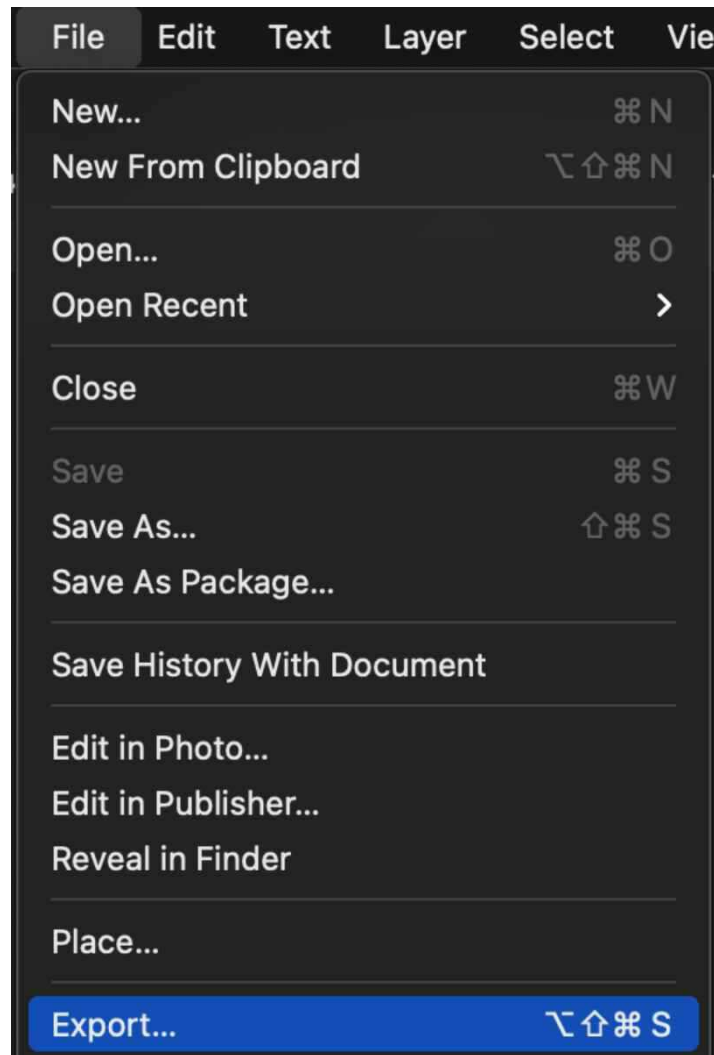 File Edit Text Layer Select Vie
New... ⌘ N
New From Clipboard ⌥⇧⌘ N
Open... ⌘ O
Open Recent
Close ⌘ W
Save ⌘ S
Save As... ⇧⌘ S
Save As Package...
Save History With Document
Edit in Photo...
Edit in Publisher...
Reveal in Finder
Place...
Export... ⌥⇧⌘ S